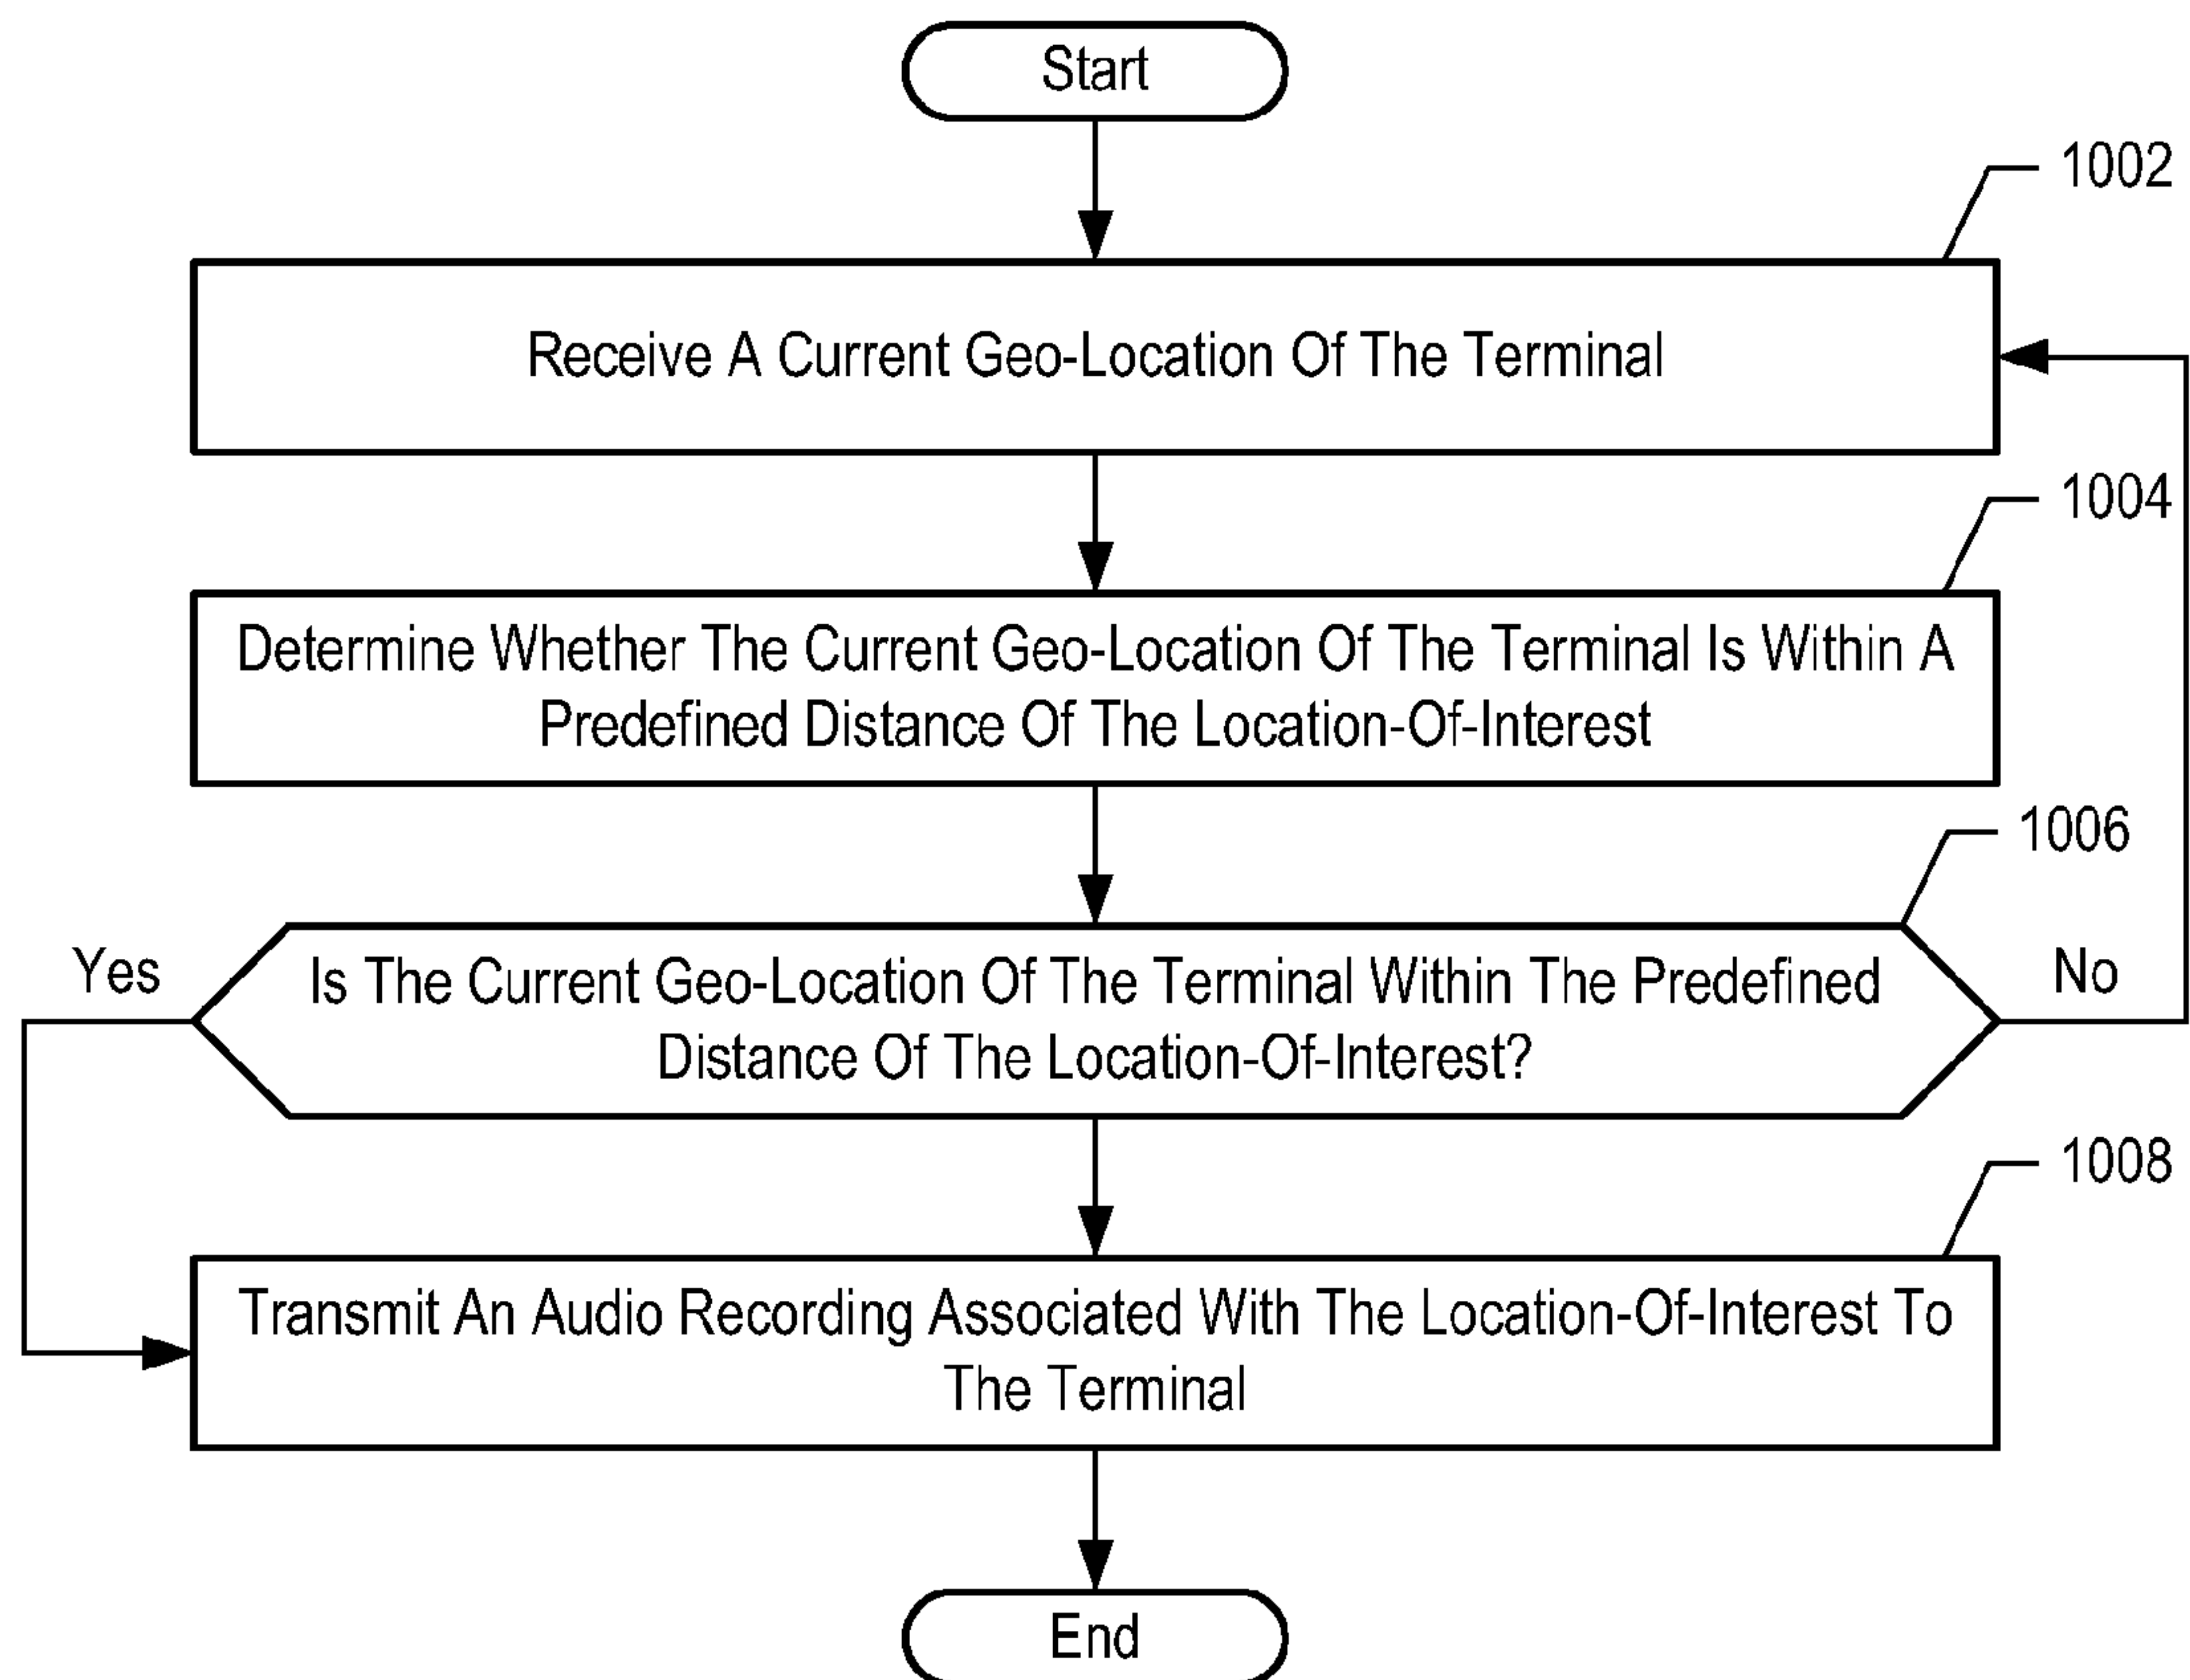 Start
1002
Receive A Current Geo-Location Of The Terminal
1004
Determine Whether The Current Geo-Location Of The Terminal Is Within A
Predefined Distance Of The Location-Of-Interest
1006
Yes
Is The Current Geo-Location Of The Terminal Within The Predefined
Distance Of The Location-Of-Interest?
No
1008
Transmit An Audio Recording Associated With The Location-Of-Interest To
The Terminal
End